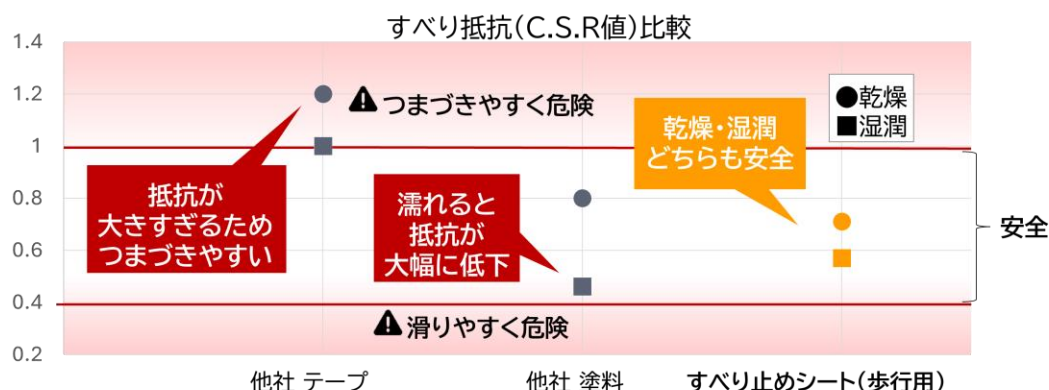 すべり抵抗(C.S.R値)比較
1.4
1.2
1
0.8
0.6
0.4
0.2
つまづきやすく危険
乾燥
湿潤
抵抗が
大きすぎるため
つまづきやすい
濡れると
抵抗が
大幅に低下
乾燥・湿潤
どちらも安全
安全
滑りやすく危険
他社 テープ
他社 塗料
すべり止めシート(歩行用)